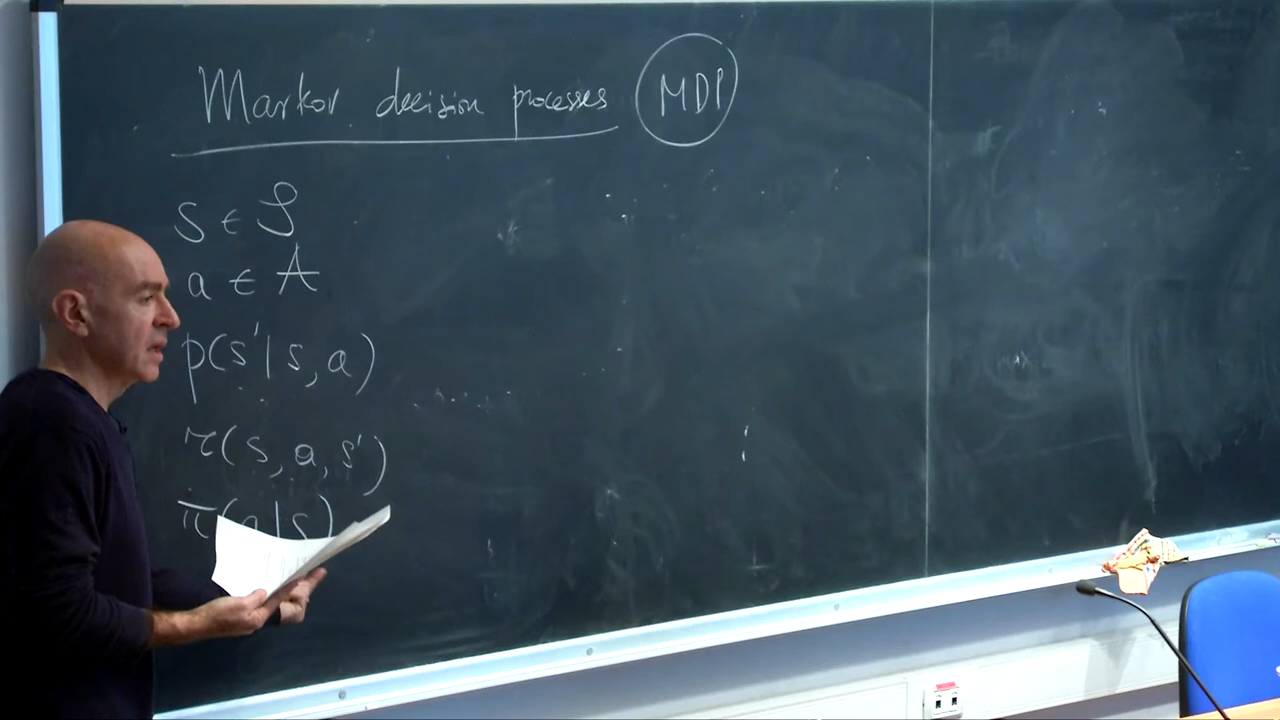 Markov decision processes MDP
s ∈ S
a ∈ A
p(s'|s,a)
r(s,a,s')
π(a|s)